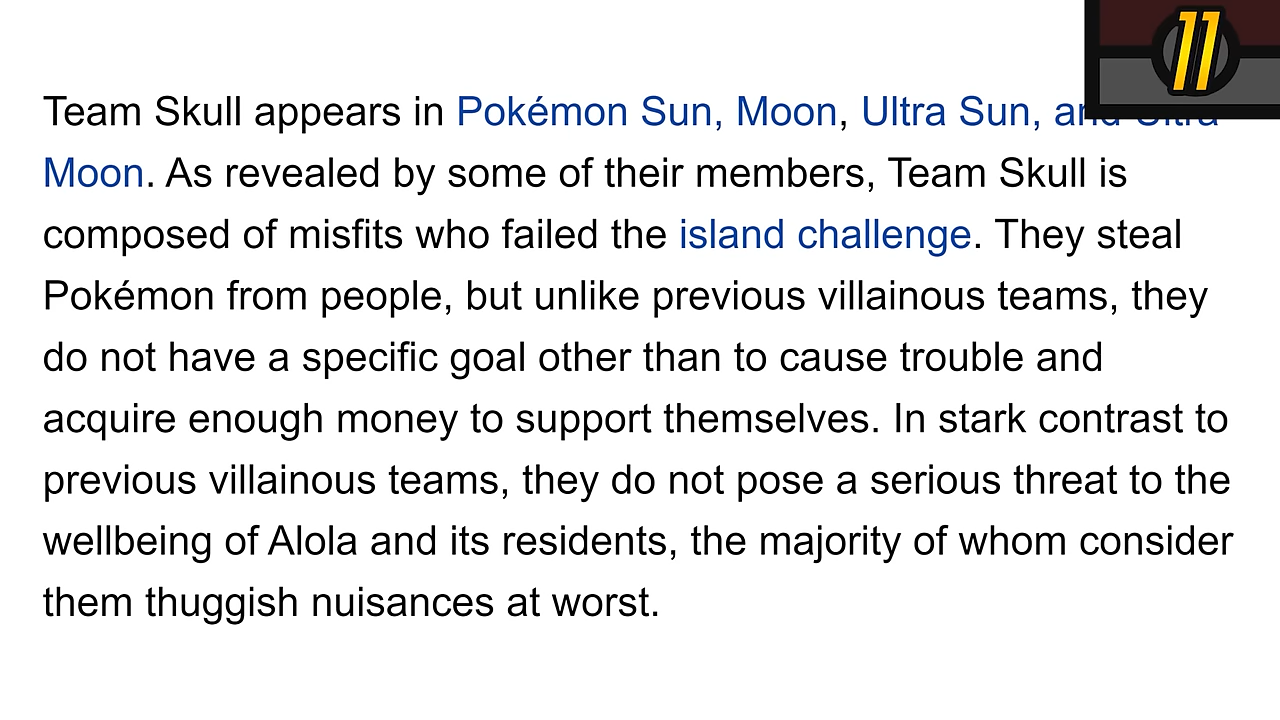 11
Team Skull appears in Pokémon Sun, Moon, Ultra Sun, and Ultra
Moon. As revealed by some of their members, Team Skull is
composed of misfits who failed the island challenge. They steal
Pokémon from people, but unlike previous villainous teams, they
do not have a specific goal other than to cause trouble and
acquire enough money to support themselves. In stark contrast to
previous villainous teams, they do not pose a serious threat to the
wellbeing of Alola and its residents, the majority of whom consider
them thuggish nuisances at worst.